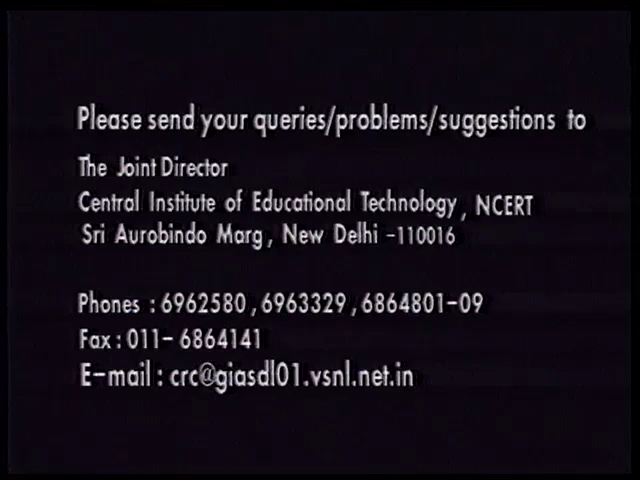 Please send your queries/problems/suggestions to
The Joint Director
Central Institute of Educational Technology, NCERT
Sri Aurobindo Marg, New Delhi -110016
Phones : 6962580, 6963329, 6864801-09
Fax : 011- 6864141
E-mail : crc@giasdl01.vsnl.net.in